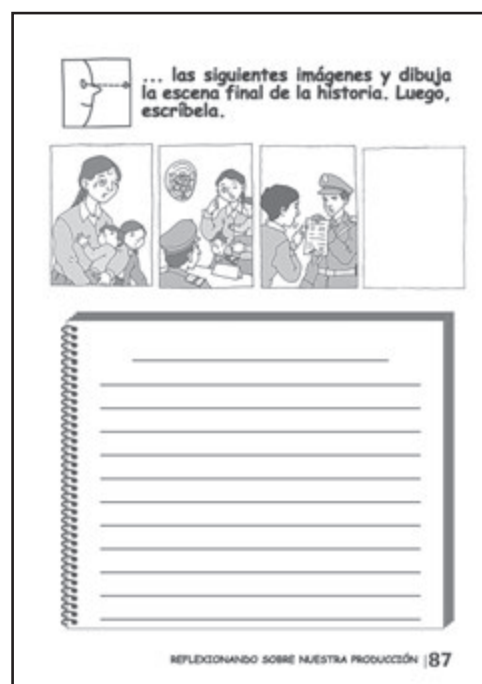 ... las siguientes imágenes y dibuja
la escena final de la historia. Luego,
escríbela.
REFLEXIONANDO SOBRE NUESTRA PRODUCCIÓN | 87